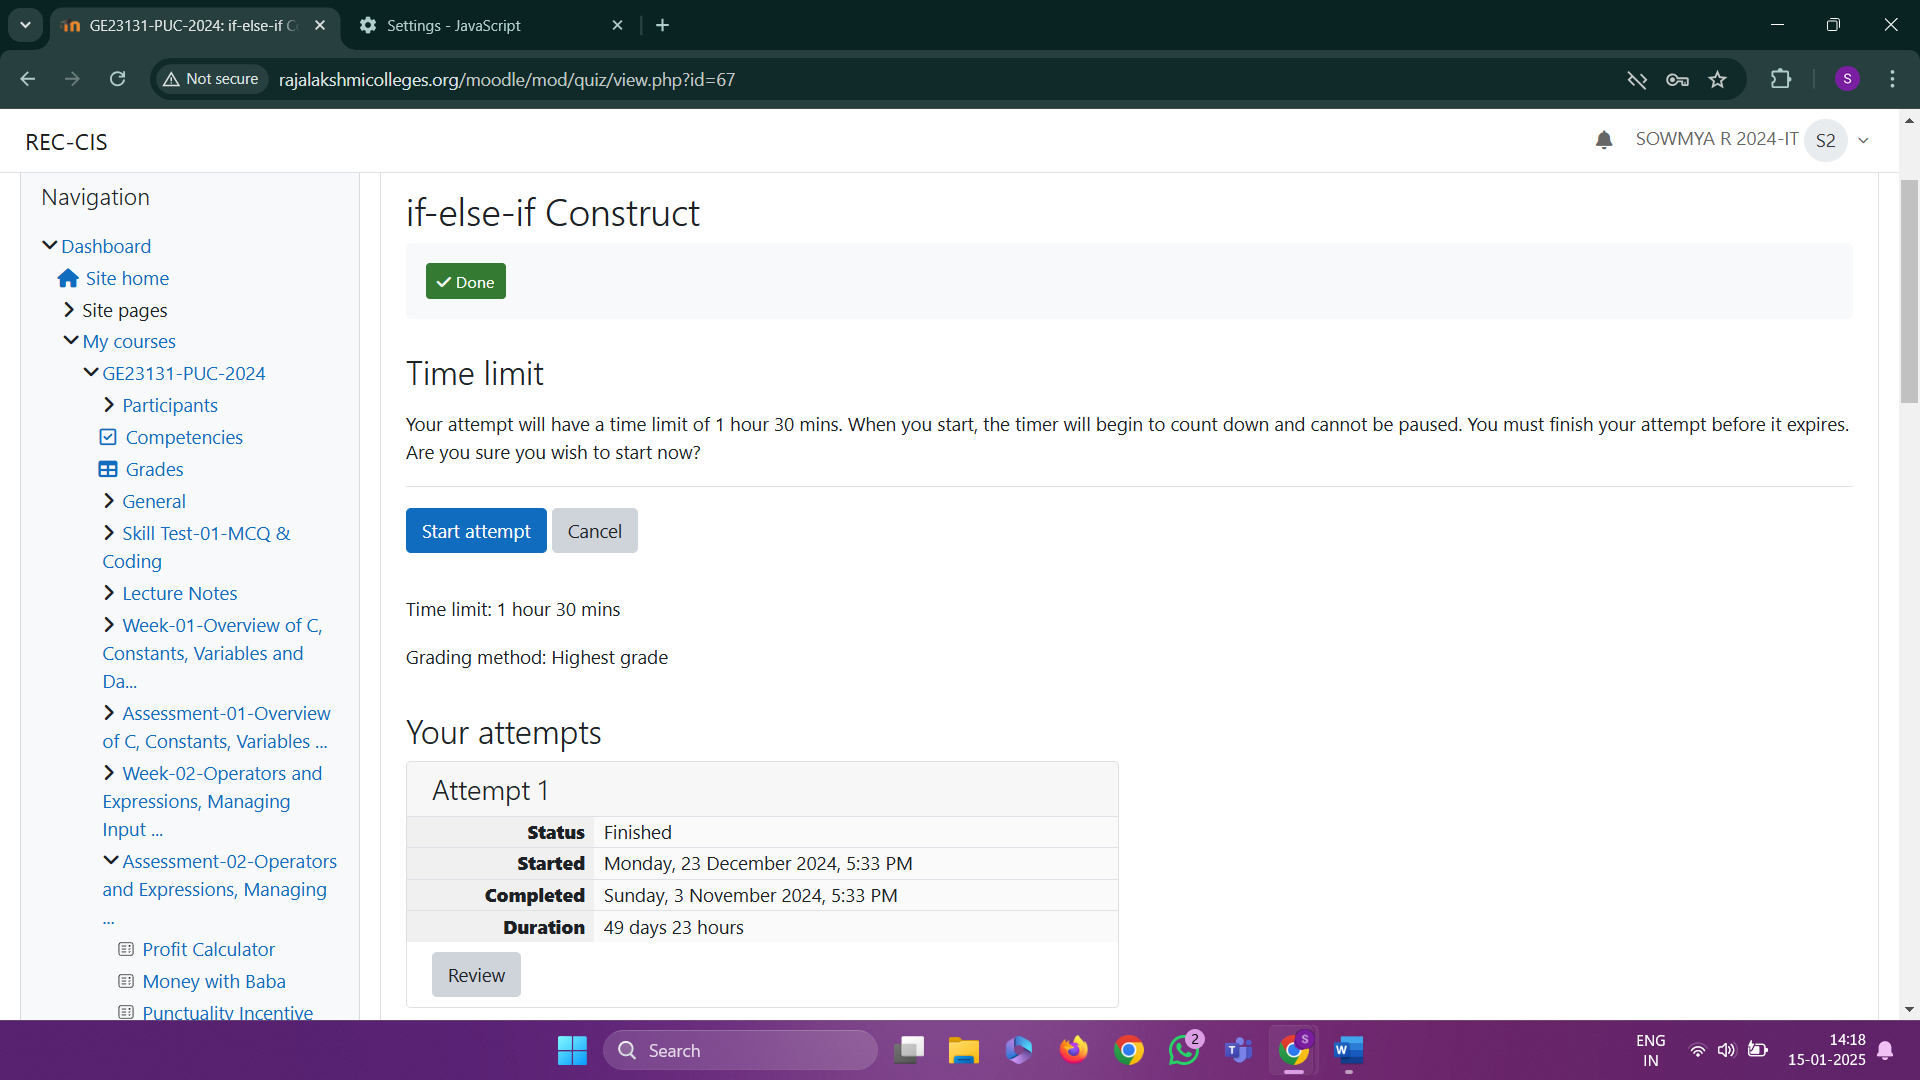 GE23131-PUC-2024: if-else-if Co
Settings - JavaScript
Not secure
rajalakshmicolleges.org/moodle/mod/quiz/view.php?id=67
S
REC-CIS
SOWMYA R 2024-IT
S2
Navigation
Dashboard
Site home
Site pages
My courses
GE23131-PUC-2024
Participants
Competencies
Grades
General
Skill Test-01-MCQ &
Coding
Lecture Notes
Week-01-Overview of C,
Constants, Variables and
Da...
Assessment-01-Overview
of C, Constants, Variables ...
Week-02-Operators and
Expressions, Managing
Input ...
Assessment-02-Operators
and Expressions, Managing
...
Profit Calculator
Money with Baba
Punctuality Incentive
if-else-if Construct
Done
Time limit
Your attempt will have a time limit of 1 hour 30 mins. When you start, the timer will begin to count down and cannot be paused. You must finish your attempt before it expires.
Are you sure you wish to start now?
Start attempt
Cancel
Time limit: 1 hour 30 mins
Grading method: Highest grade
Your attempts
Attempt 1
Status Finished
Started Monday, 23 December 2024, 5:33 PM
Completed Sunday, 3 November 2024, 5:33 PM
Duration 49 days 23 hours
Review
Search
2
S
ENG
IN
14:18
15-01-2025